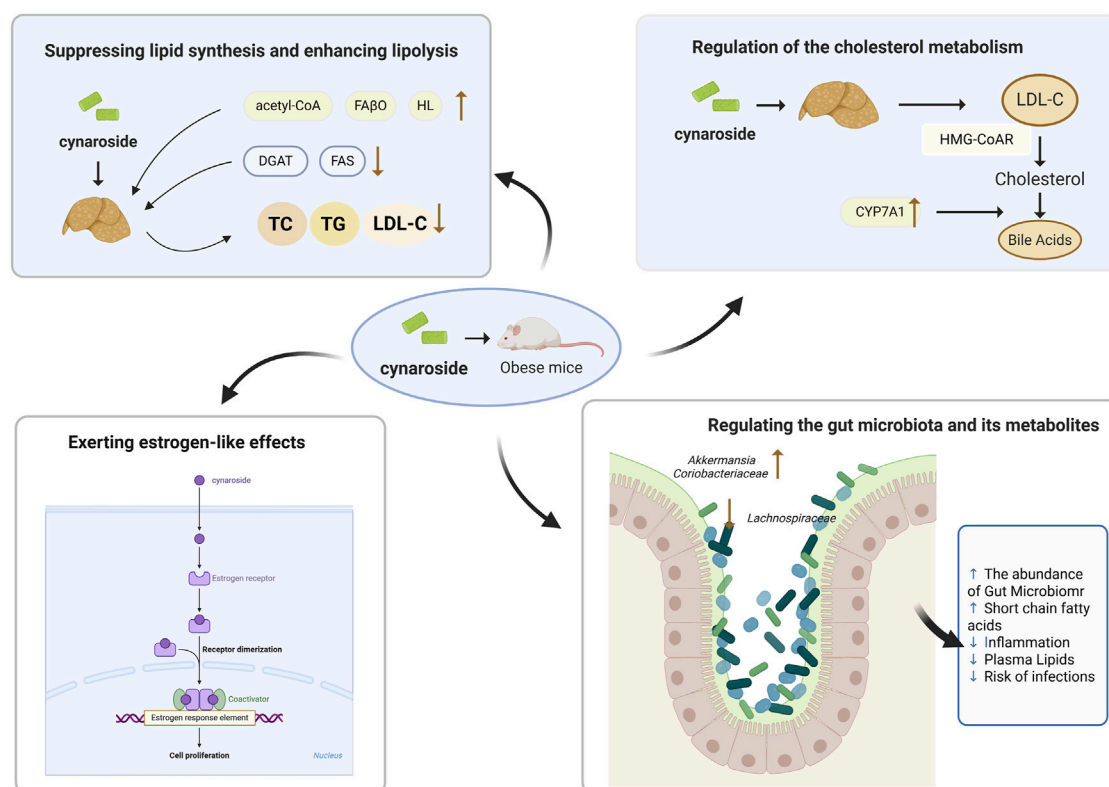 Suppressing lipid synthesis and enhancing lipolysis
cynaroside
acetyl-CoA
FAβO
HL
DGAT
FAS
TC
TG
LDL-C
Regulation of the cholesterol metabolism
cynaroside
LDL-C
HMG-CoAR
Cholesterol
CYP7A1
Bile Acids
cynaroside
Obese mice
Exerting estrogen-like effects
cynaroside
Estrogen receptor
Receptor dimerization
Coactivator
Estrogen response element
Cell proliferation
Nucleus
Regulating the gut microbiota and its metabolites
Akkermansia
Coriobacteriaceae
Lachnospiraceae
↑ The abundance
of Gut Microbiomr
↑ Short chain fatty
acids
↓ Inflammation
↓ Plasma Lipids
↓ Risk of infections